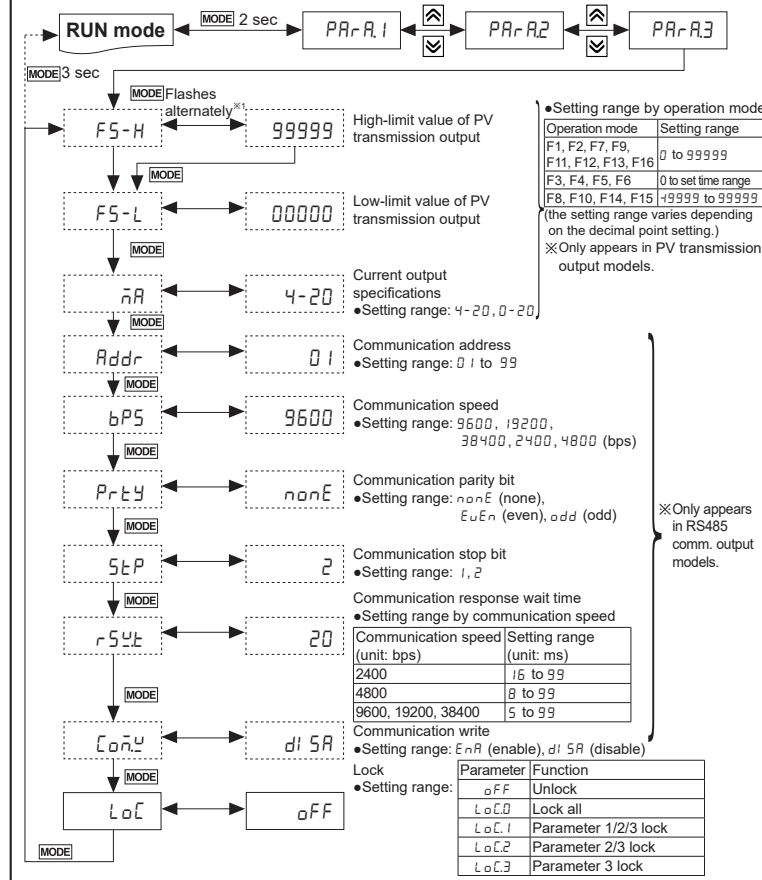 RUN mode
MODE 2 sec
PArA.1
PArA.2
PArA.3
MODE 3 sec
MODE Flashes
alternately※1
FS-H
99999
High-limit value of PV
transmission output
MODE
FS-L
00000
Low-limit value of PV
transmission output
●Setting range by operation mode
Operation mode Setting range
F1, F2, F7, F9,
F11, F12, F13, F16
0 to 99999
F3, F4, F5, F6 0 to set time range
F8, F10, F14, F15 -19999 to 99999
(the setting range varies depending
on the decimal point setting.)
※Only appears in PV transmission
output models.
MODE
mA
4-20
Current output
specifications
●Setting range: 4-20, 0-20
MODE
Addr
01
Communication address
●Setting range: 01 to 99
MODE
bPS
9600
Communication speed
●Setting range: 9600, 19200,
38400, 2400, 4800 (bps)
MODE
PrtY
nonE
Communication parity bit
●Setting range: nonE (none),
EvEn (even), odd (odd)
MODE
StP
2
Communication stop bit
●Setting range: 1, 2
MODE
rSW.t
20
Communication response wait time
●Setting range by communication speed
Communication speed Setting range
(unit: bps) (unit: ms)
2400 16 to 99
4800 8 to 99
9600, 19200, 38400 5 to 99
MODE
Com.W
diSA
Communication write
●Setting range: EnA (enable), diSA (disable)
※Only appears
in RS485
comm. output
models.
MODE
LoC
oFF
Lock
●Setting range:
Parameter Function
oFF Unlock
LoC.0 Lock all
LoC.1 Parameter 1/2/3 lock
LoC.2 Parameter 2/3 lock
LoC.3 Parameter 3 lock
MODE